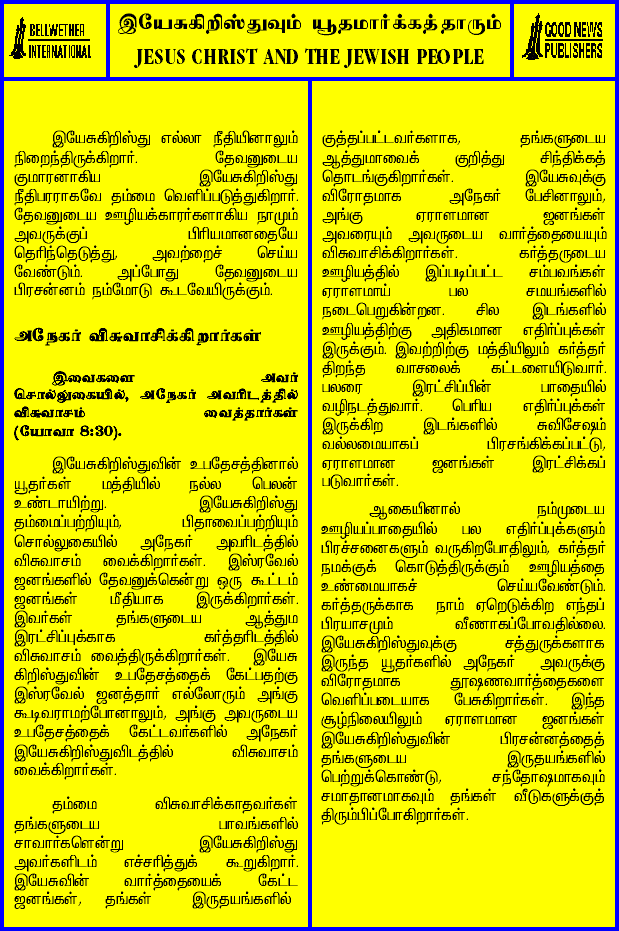 BELLWETHER
INTERNATIONAL
இயேசுகிறிஸ்துவும் யூதமார்க்கத்தாரும்
JESUS CHRIST AND THE JEWISH PEOPLE
GOOD NEWS
PUBLISHERS
இயேசுகிறிஸ்து எல்லா நீதியினாலும்
நிறைந்திருக்கிறார். தேவனுடைய
குமாரனாகிய இயேசுகிறிஸ்து
நீதிபரராகவே தம்மை வெளிப்படுத்துகிறார்.
தேவனுடைய ஊழியக்காரர்களாகிய நாமும்
அவருக்குப் பிரியமானதையே
தெரிந்தெடுத்து, அவற்றைச் செய்ய
வேண்டும். அப்போது தேவனுடைய
பிரசன்னம் நம்மோடு கூடவேயிருக்கும்.
அநேகர் விசுவாசிக்கிறார்கள்
இவைகளை அவர்
சொல்லுகையில், அநேகர் அவரிடத்தில்
விசுவாசம் வைத்தார்கள்
(யோவா 8:30).
இயேசுகிறிஸ்துவின் உபதேசத்தினால்
யூதர்கள் மத்தியில் நல்ல பெலன்
உண்டாயிற்று. இயேசுகிறிஸ்து
தம்மைப்பற்றியும், பிதாவைப்பற்றியும்
சொல்லுகையில் அநேகர் அவரிடத்தில்
விசுவாசம் வைக்கிறார்கள். இஸ்ரவேல்
ஜனங்களில் தேவனுக்கென்று ஒரு கூட்டம்
ஜனங்கள் மீதியாக இருக்கிறார்கள்.
இவர்கள் தங்களுடைய ஆத்தும
இரட்சிப்புக்காக கர்த்தரிடத்தில்
விசுவாசம் வைத்திருக்கிறார்கள். இயேசு
கிறிஸ்துவின் உபதேசத்தைக் கேட்பதற்கு
இஸ்ரவேல் ஜனத்தார் எல்லோரும் அங்கு
கூடிவராமற்போனாலும், அங்கு அவருடைய
உபதேசத்தைக் கேட்டவர்களில் அநேகர்
இயேசுகிறிஸ்துவிடத்தில் விசுவாசம்
வைக்கிறார்கள்.
தம்மை விசுவாசிக்காதவர்கள்
தங்களுடைய பாவங்களில்
சாவார்களென்று இயேசுகிறிஸ்து
அவர்களிடம் எச்சரித்துக் கூறுகிறார்.
இயேசுவின் வார்த்தையைக் கேட்ட
ஜனங்கள், தங்கள் இருதயங்களில்
குத்தப்பட்டவர்களாக, தங்களுடைய
ஆத்துமாவைக் குறித்து சிந்திக்கத்
தொடங்குகிறார்கள். இயேசுவுக்கு
விரோதமாக அநேகர் பேசினாலும்,
அங்கு ஏராளமான ஜனங்கள்
அவரையும் அவருடைய வார்த்தையையும்
விசுவாசிக்கிறார்கள். கர்த்தருடைய
ஊழியத்தில் இப்படிப்பட்ட சம்பவங்கள்
ஏராளமாய் பல சமயங்களில்
நடைபெறுகின்றன. சில இடங்களில்
ஊழியத்திற்கு அதிகமான எதிர்ப்புக்கள்
இருக்கும். இவற்றிற்கு மத்தியிலும் கர்த்தர்
திறந்த வாசலைக் கட்டளையிடுவார்.
பலரை இரட்சிப்பின் பாதையில்
வழிநடத்துவார். பெரிய எதிர்ப்புக்கள்
இருக்கிற இடங்களில் சுவிசேஷம்
வல்லமையாகப் பிரசங்கிக்கப்பட்டு,
ஏராளமான ஜனங்கள் இரட்சிக்கப்
படுவார்கள்.
ஆகையினால் நம்முடைய
ஊழியப்பாதையில் பல எதிர்ப்புக்களும்
பிரச்சனைகளும் வருகிறபோதிலும், கர்த்தர்
நமக்குக் கொடுத்திருக்கும் ஊழியத்தை
உண்மையாகச் செய்யவேண்டும்.
கர்த்தருக்காக நாம் ஏறெடுக்கிற எந்தப்
பிரயாசமும் வீணாகப்போவதில்லை.
இயேசுகிறிஸ்துவுக்கு சத்துருக்களாக
இருந்த யூதர்களில் அநேகர் அவருக்கு
விரோதமாக தூஷணவார்த்தைகளை
வெளிப்படையாக பேசுகிறார்கள். இந்த
சூழ்நிலையிலும் ஏராளமான ஜனங்கள்
இயேசுகிறிஸ்துவின் பிரசன்னத்தைத்
தங்களுடைய இருதயங்களில்
பெற்றுக்கொண்டு, சந்தோஷமாகவும்
சமாதானமாகவும் தங்கள் வீடுகளுக்குத்
திரும்பிப்போகிறார்கள்.